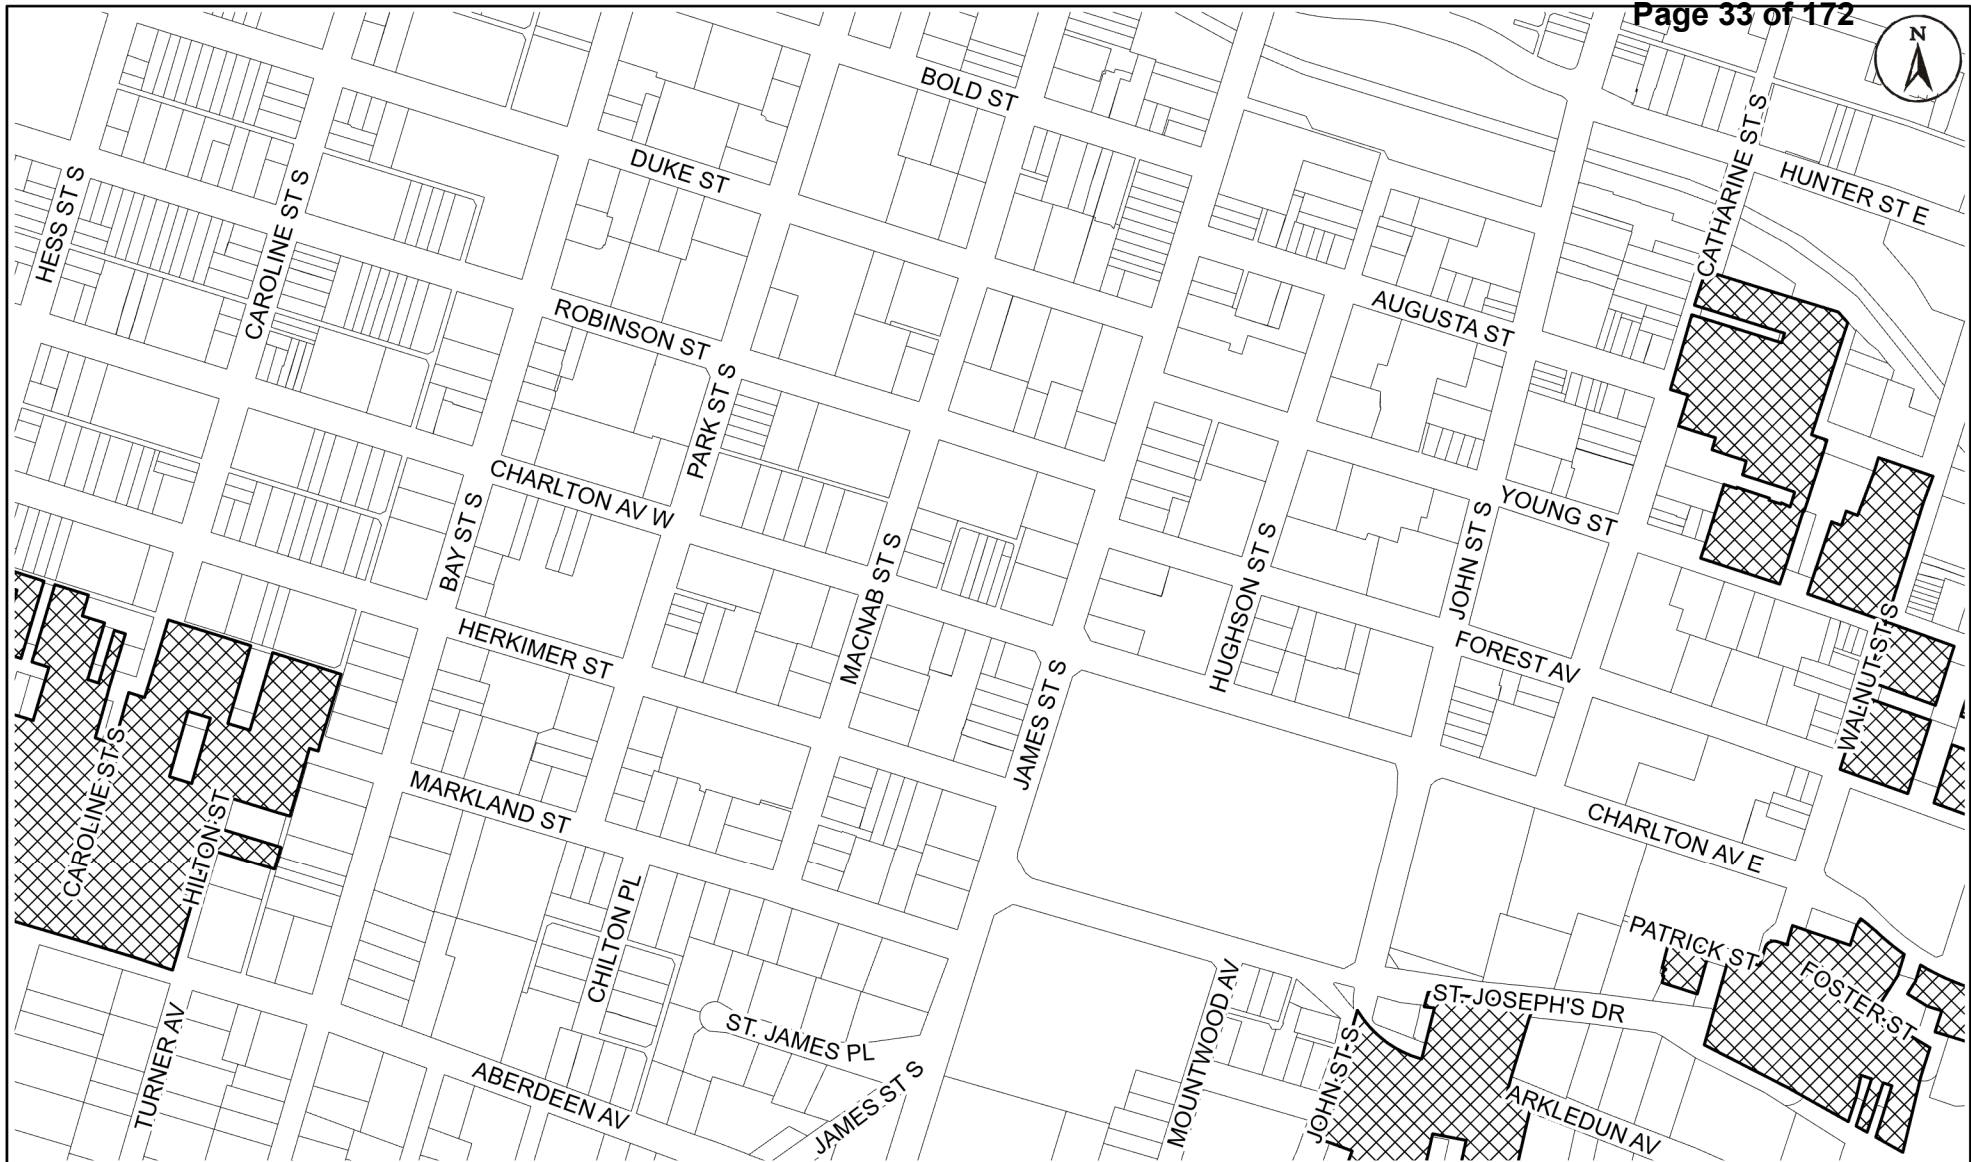 Page 33 of 172
N
BOLD ST
CATHARINE ST S
DUKE ST
HUNTER ST E
HESS ST S
CAROLINE ST S
AUGUSTA ST
ROBINSON ST
PARK ST S
CHARLTON AV W
YOUNG ST
BAY ST S
JOHN ST S
HUGHSON ST S
MACNAB ST S
HERKIMER ST
FOREST AV
WALNUT ST S
JAMES ST S
MARKLAND ST
CAROLINE ST S
HILTON ST
CHARLTON AV E
CHILTON PL
PATRICK ST
FOSTER ST
MOUNTWOOD AV
ST. JOSEPH'S DR
TURNER AV
ST. JAMES PL
JOHN ST S
ABERDEEN AV
JAMES ST S
ARKLEDUN AV